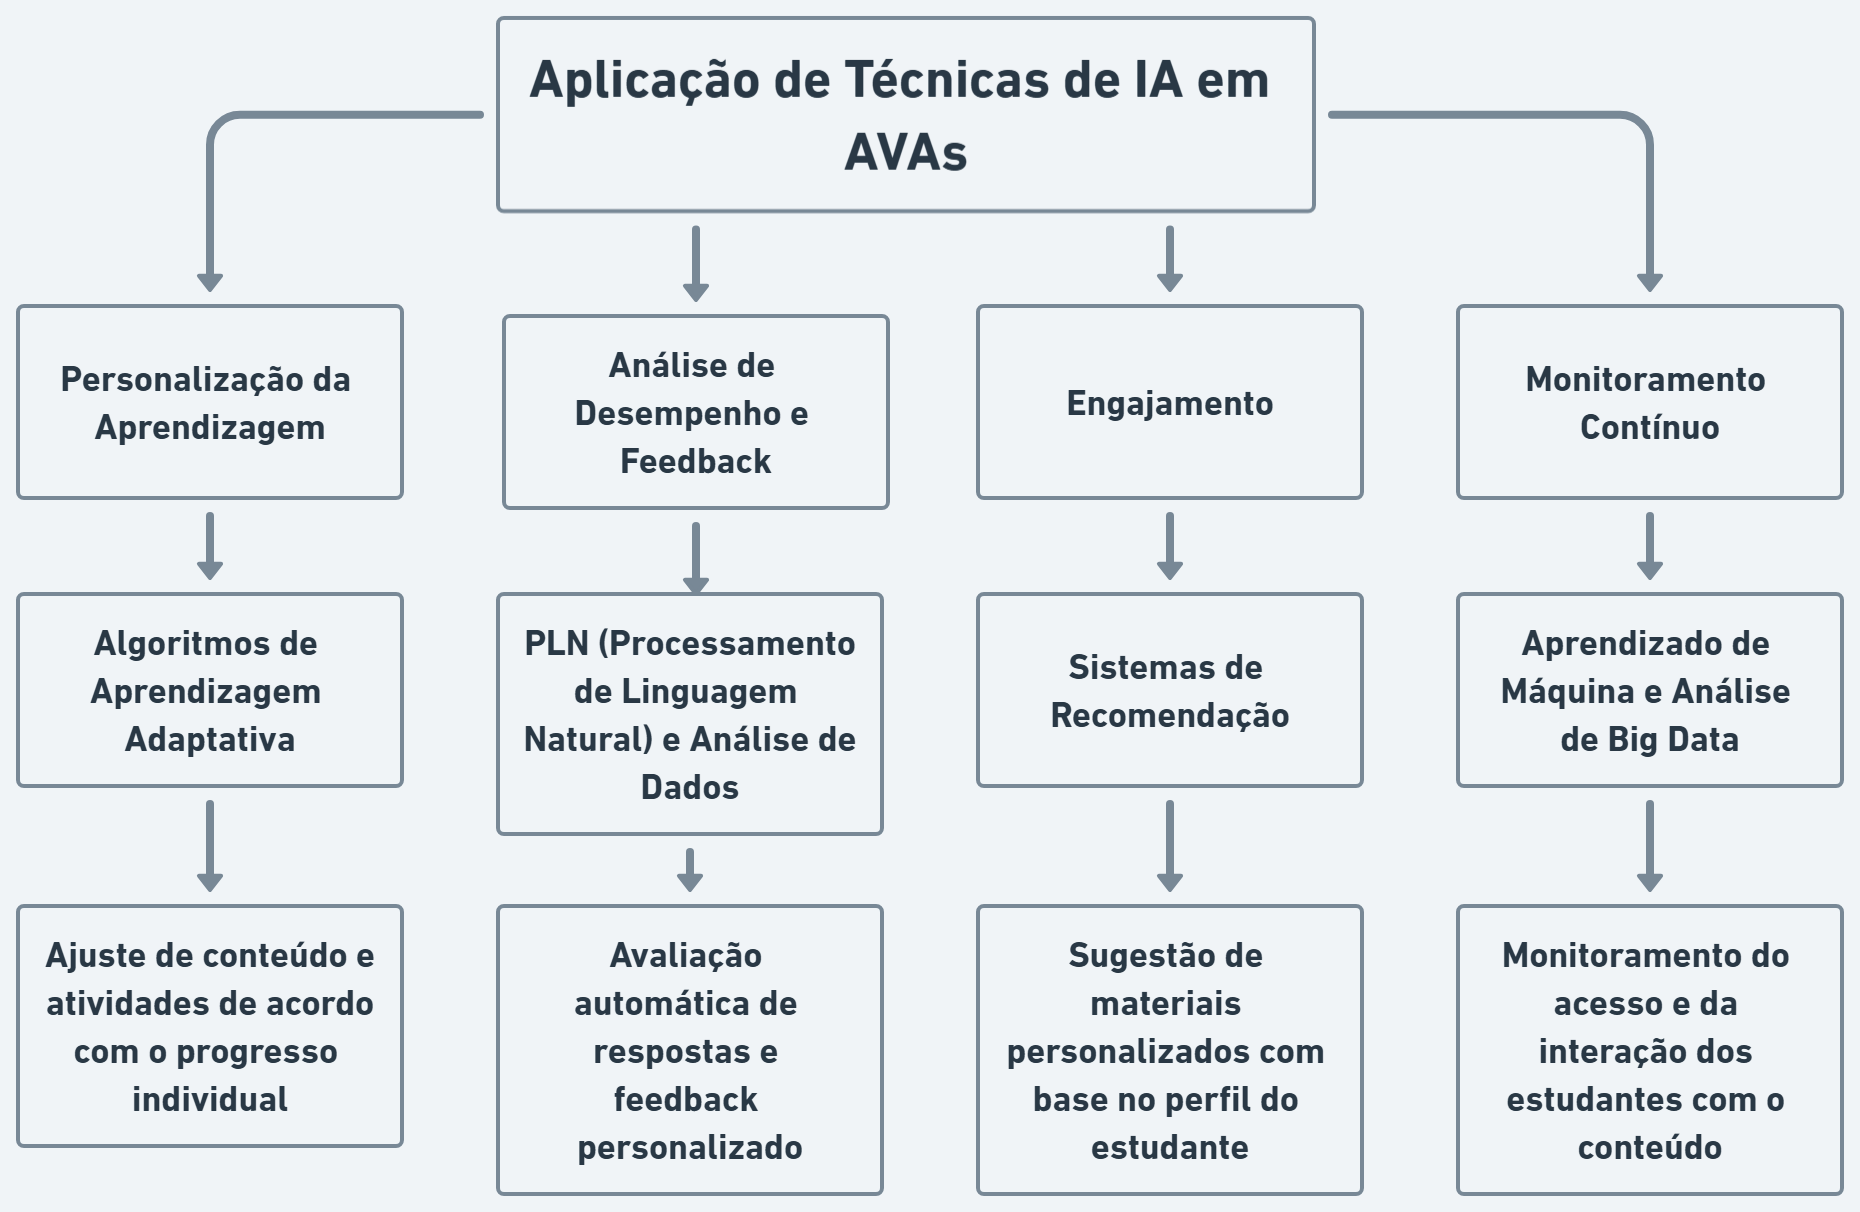 Aplicação de Técnicas de IA em
AVAs
Personalização da
Aprendizagem
Análise de
Desempenho e
Feedback
Engajamento
Monitoramento
Contínuo
Algoritmos de
Aprendizagem
Adaptativa
PLN (Processamento
de Linguagem
Natural) e Análise de
Dados
Sistemas de
Recomendação
Aprendizado de
Máquina e Análise
de Big Data
Ajuste de conteúdo e
atividades de acordo
com o progresso
individual
Avaliação
automática de
respostas e
feedback
personalizado
Sugestão de
materiais
personalizados com
base no perfil do
estudante
Monitoramento do
acesso e da
interação dos
estudantes com o
conteúdo